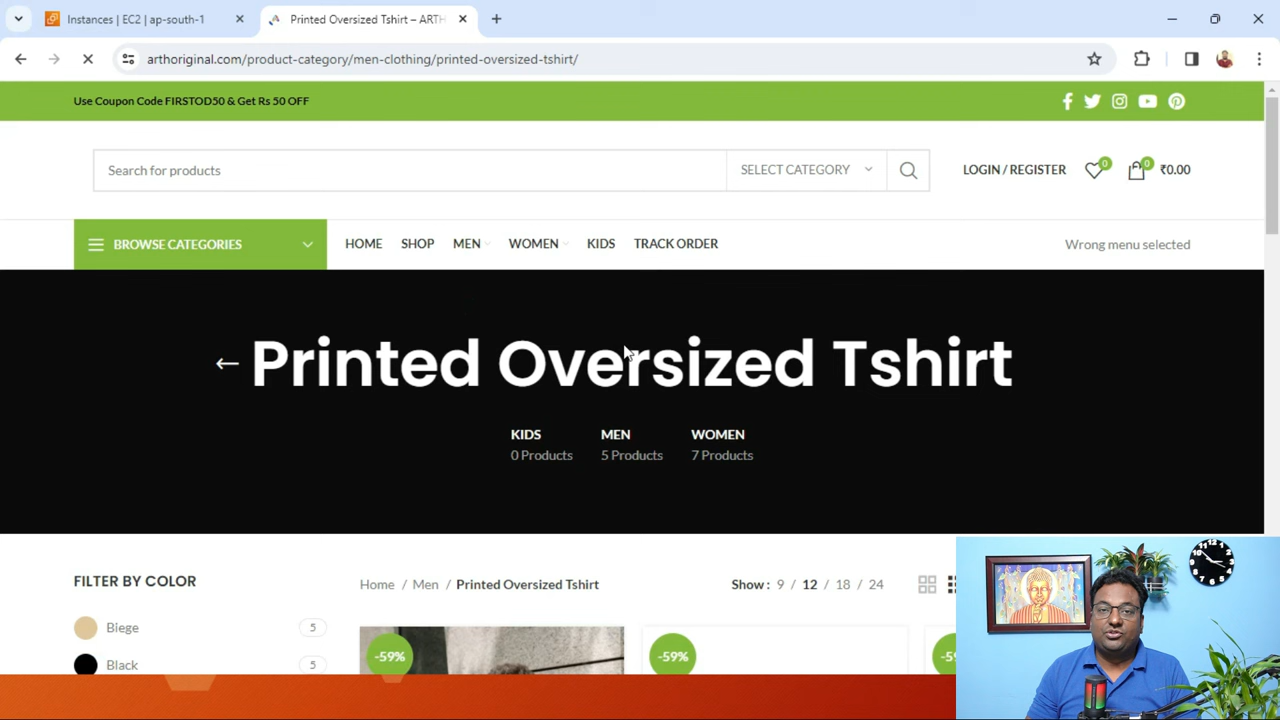 Instances | EC2 | ap-south-1
Printed Oversized Tshirt – ARTH
arthoriginal.com/product-category/men-clothing/printed-oversized-tshirt/
Use Coupon Code FIRSTOD50 & Get Rs 50 OFF
Search for products
SELECT CATEGORY
LOGIN / REGISTER
0
0
₹0.00
BROWSE CATEGORIES
HOME
SHOP
MEN
WOMEN
KIDS
TRACK ORDER
Wrong menu selected
Printed Oversized Tshirt
KIDS
0 Products
MEN
5 Products
WOMEN
7 Products
FILTER BY COLOR
Home / Men / Printed Oversized Tshirt
Show : 9 / 12 / 18 / 24
Biege
5
Black
5
-59%
-59%